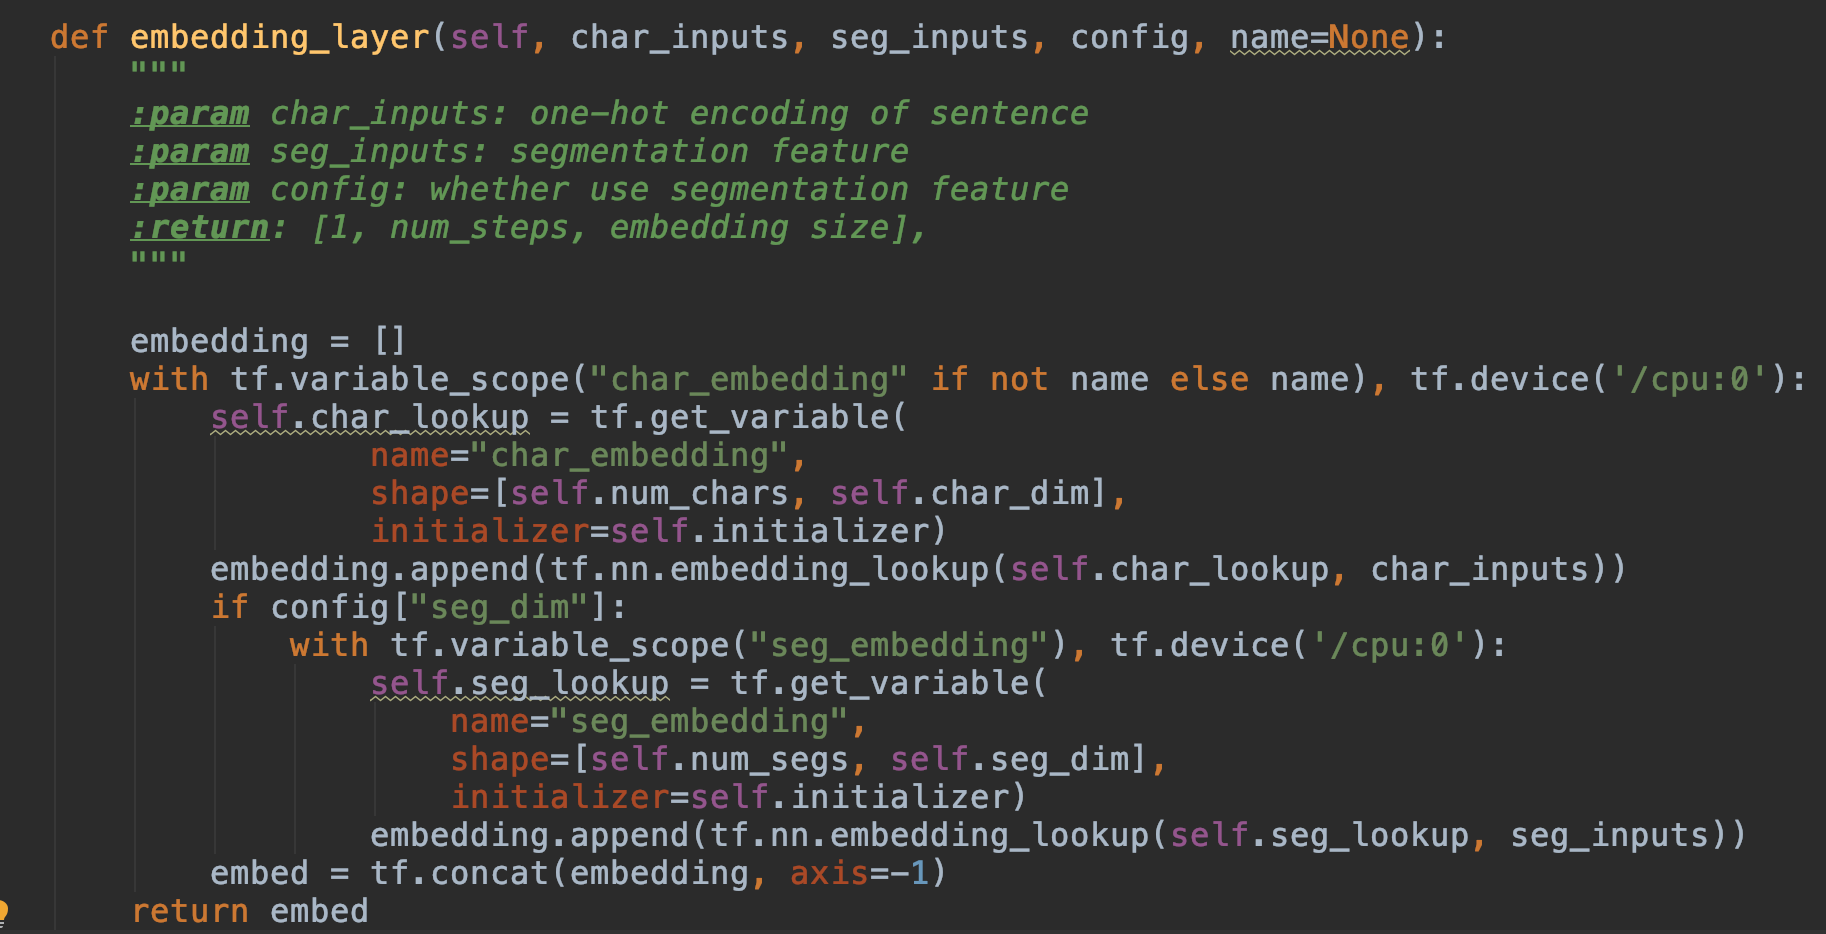 def embedding_layer(self, char_inputs, seg_inputs, config, name=None):
"""
:param char_inputs: one-hot encoding of sentence
:param seg_inputs: segmentation feature
:param config: whether use segmentation feature
:return: [1, num_steps, embedding size],
"""
embedding = []
with tf.variable_scope("char_embedding" if not name else name), tf.device('/cpu:0'):
self.char_lookup = tf.get_variable(
name="char_embedding",
shape=[self.num_chars, self.char_dim],
initializer=self.initializer)
embedding.append(tf.nn.embedding_lookup(self.char_lookup, char_inputs))
if config["seg_dim"]:
with tf.variable_scope("seg_embedding"), tf.device('/cpu:0'):
self.seg_lookup = tf.get_variable(
name="seg_embedding",
shape=[self.num_segs, self.seg_dim],
initializer=self.initializer)
embedding.append(tf.nn.embedding_lookup(self.seg_lookup, seg_inputs))
embed = tf.concat(embedding, axis=-1)
return embed